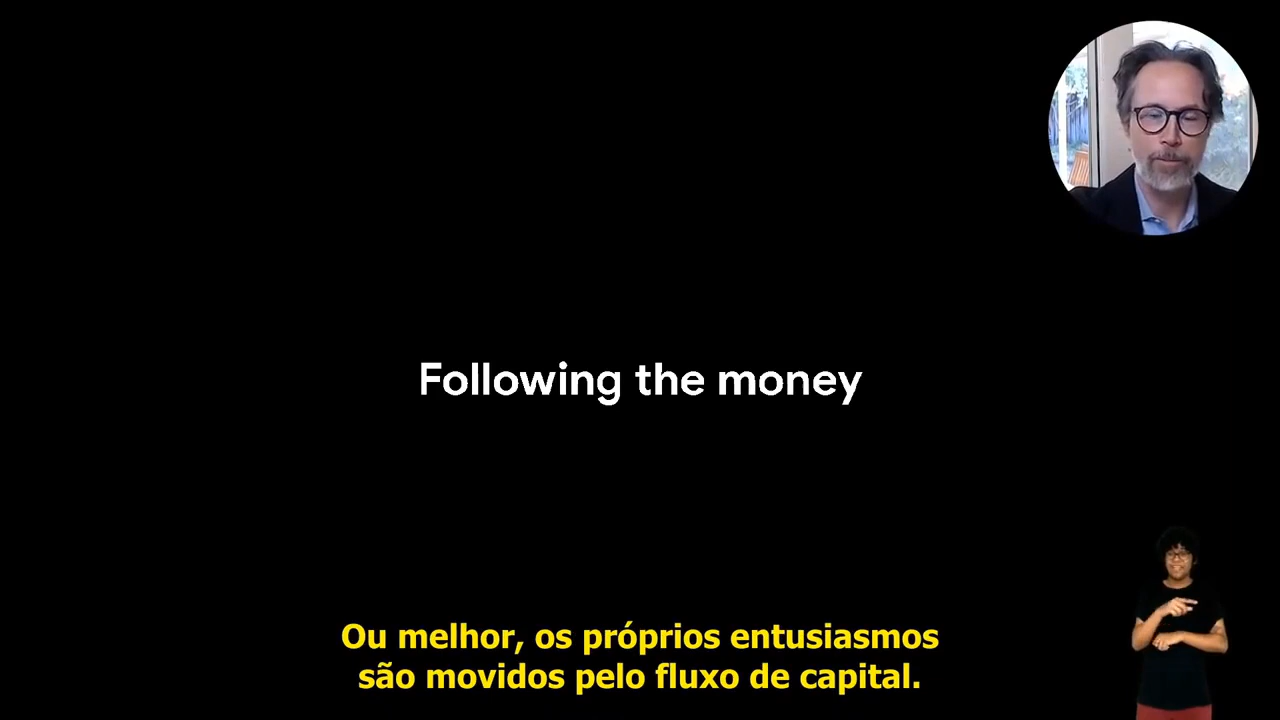 Following the money
Ou melhor, os próprios entusiasmos
são movidos pelo fluxo de capital.